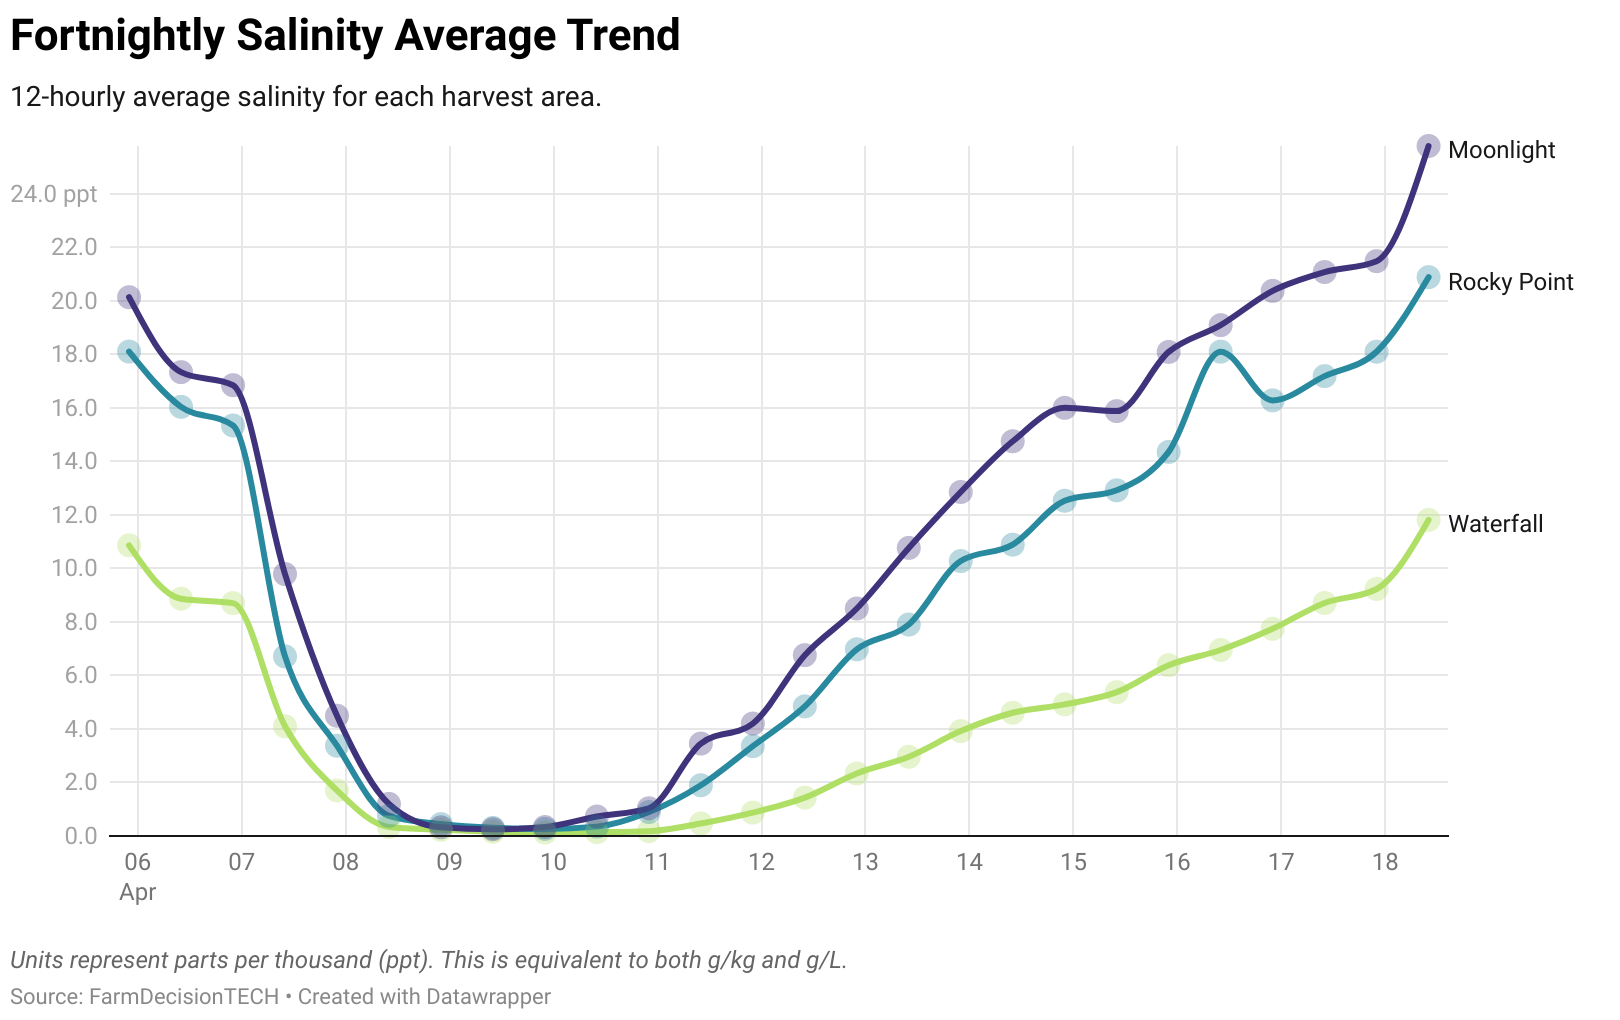 Fortnightly Salinity Average Trend
12-hourly average salinity for each harvest area.
Moonlight
24.0 ppt
22.0
Rocky Point
20.0
18.0
16.0
14.0
12.0
Waterfall
10.0
8.0
6.0
4.0
2.0
0.0
06 07 08 09 10 11 12 13 14 15 16 17 18
Apr
Units represent parts per thousand (ppt). This is equivalent to both g/kg and g/L.
Source: FarmDecisionTECH • Created with Datawrapper